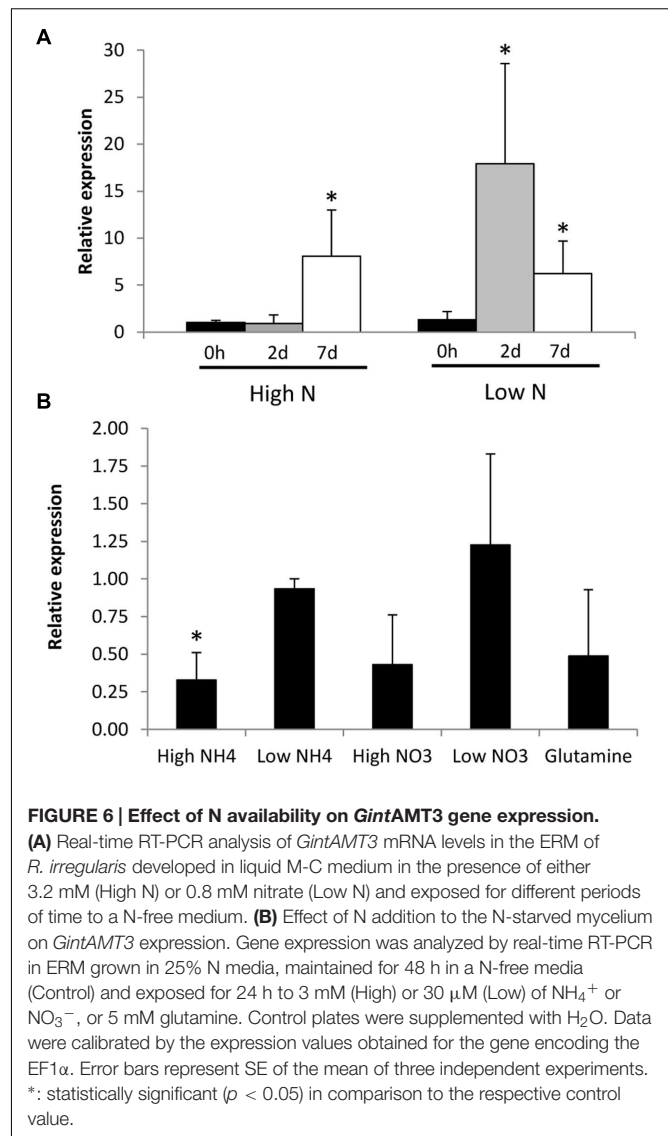 A
Relative expression
30
25
20
15
10
5
0
*
*
*
0h 2d 7d 0h 2d 7d
High N Low N
B
Relative expression
2.00
1.75
1.50
1.25
1.00
0.75
0.50
0.25
0.00
*
High NH4 Low NH4 High NO3 Low NO3 Glutamine
FIGURE 6 | Effect of N availability on GintAMT3 gene expression.
(A) Real-time RT-PCR analysis of GintAMT3 mRNA levels in the ERM of
R. irregularis developed in liquid M-C medium in the presence of either
3.2 mM (High N) or 0.8 mM nitrate (Low N) and exposed for different periods
of time to a N-free medium. (B) Effect of N addition to the N-starved mycelium
on GintAMT3 expression. Gene expression was analyzed by real-time RT-PCR
in ERM grown in 25% N media, maintained for 48 h in a N-free media
(Control) and exposed for 24 h to 3 mM (High) or 30 μM (Low) of NH₄⁺ or
NO₃⁻, or 5 mM glutamine. Control plates were supplemented with H₂O. Data
were calibrated by the expression values obtained for the gene encoding the
EF1α. Error bars represent SE of the mean of three independent experiments.
*: statistically significant (p < 0.05) in comparison to the respective control
value.